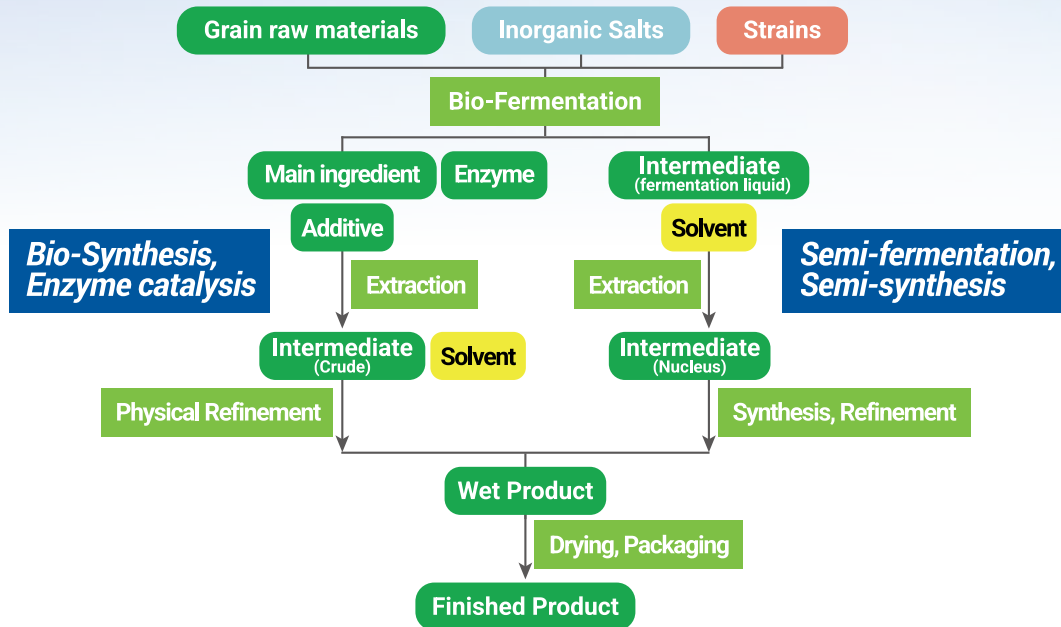 Grain raw materials
Inorganic Salts
Strains
Bio-Fermentation
Main ingredient
Enzyme
Intermediate
(fermentation liquid)
Additive
Solvent
Bio-Synthesis,
Enzyme catalysis
Semi-fermentation,
Semi-synthesis
Extraction
Extraction
Intermediate
(Crude)
Solvent
Intermediate
(Nucleus)
Physical Refinement
Synthesis, Refinement
Wet Product
Drying, Packaging
Finished Product